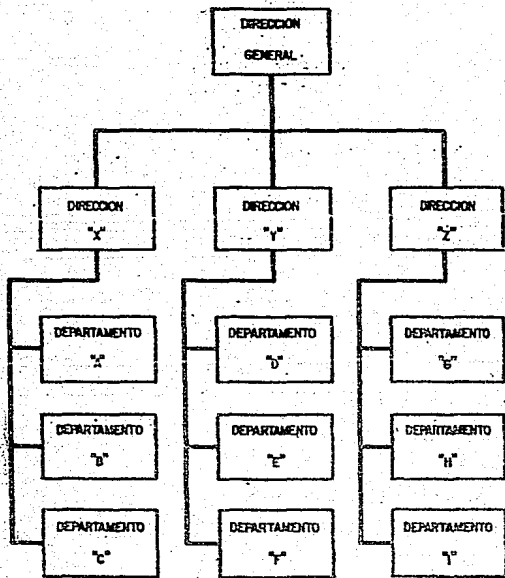 DIRECCION
GENERAL
DIRECCION
"X"
DIRECCION
"Y"
DIRECCION
"Z"
DEPARTAMENTO
"A"
DEPARTAMENTO
"B"
DEPARTAMENTO
"C"
DEPARTAMENTO
"D"
DEPARTAMENTO
"E"
DEPARTAMENTO
"F"
DEPARTAMENTO
"G"
DEPARTAMENTO
"H"
DEPARTAMENTO
"I"